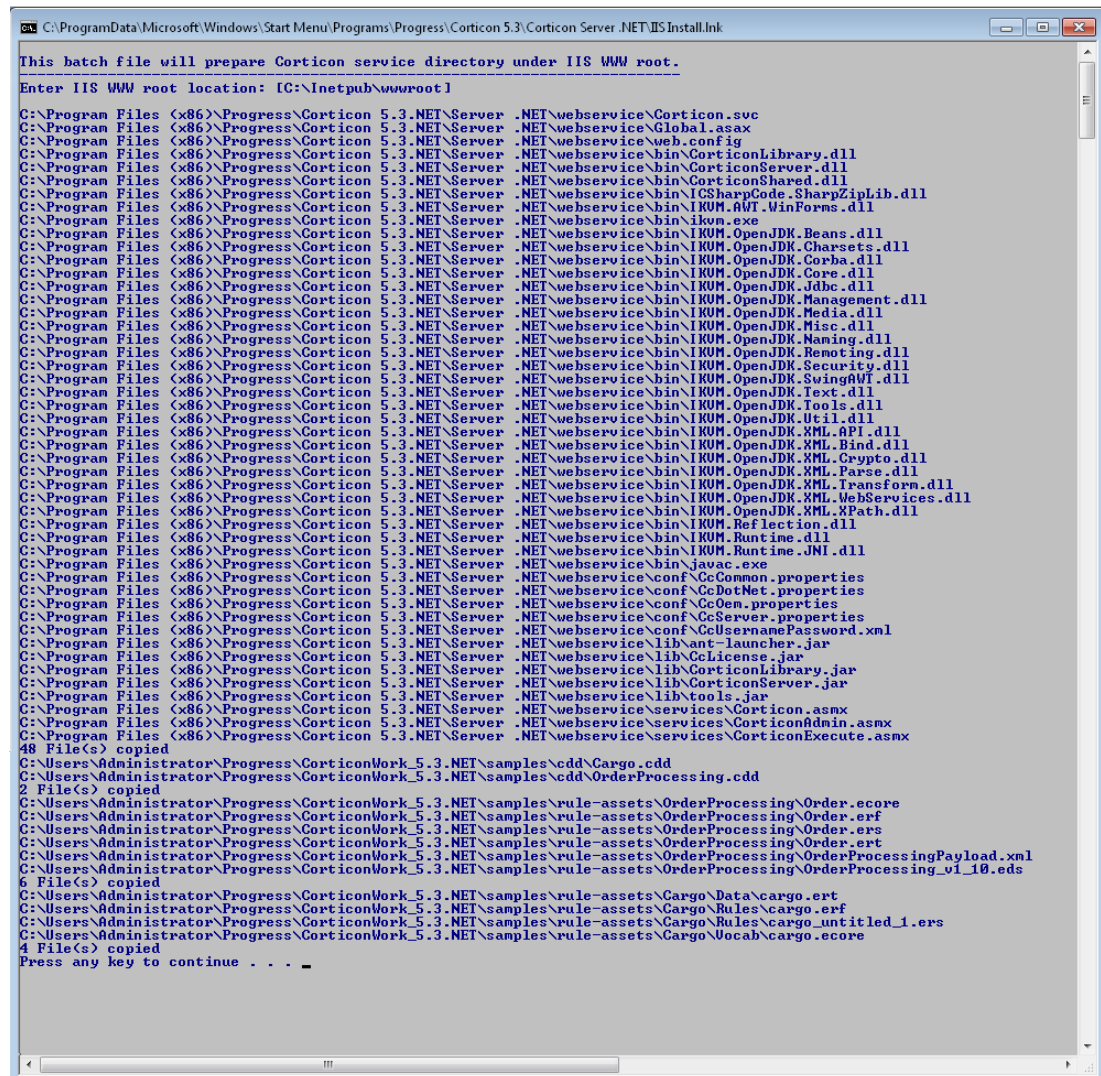 C:\ProgramData\Microsoft\Windows\Start Menu\Programs\Progress\Corticon 5.3\Corticon Server .NET\IIS Install.lnk
This batch file will prepare Corticon service directory under IIS WWW root.
Enter IIS WWW root location: [C:\Inetpub\wwwroot]
C:\Program Files (x86)\Progress\Corticon 5.3.NET\Server .NET\webservice\Corticon.svc
C:\Program Files (x86)\Progress\Corticon 5.3.NET\Server .NET\webservice\Global.asax
C:\Program Files (x86)\Progress\Corticon 5.3.NET\Server .NET\webservice\web.config
C:\Program Files (x86)\Progress\Corticon 5.3.NET\Server .NET\webservice\bin\CorticonLibrary.dll
C:\Program Files (x86)\Progress\Corticon 5.3.NET\Server .NET\webservice\bin\CorticonServer.dll
C:\Program Files (x86)\Progress\Corticon 5.3.NET\Server .NET\webservice\bin\CorticonShared.dll
C:\Program Files (x86)\Progress\Corticon 5.3.NET\Server .NET\webservice\bin\ICSharpCode.SharpZipLib.dll
C:\Program Files (x86)\Progress\Corticon 5.3.NET\Server .NET\webservice\bin\IKVM.AWT.WinForms.dll
C:\Program Files (x86)\Progress\Corticon 5.3.NET\Server .NET\webservice\bin\ikvm.exe
C:\Program Files (x86)\Progress\Corticon 5.3.NET\Server .NET\webservice\bin\IKVM.OpenJDK.Beans.dll
C:\Program Files (x86)\Progress\Corticon 5.3.NET\Server .NET\webservice\bin\IKVM.OpenJDK.Charsets.dll
C:\Program Files (x86)\Progress\Corticon 5.3.NET\Server .NET\webservice\bin\IKVM.OpenJDK.Corba.dll
C:\Program Files (x86)\Progress\Corticon 5.3.NET\Server .NET\webservice\bin\IKVM.OpenJDK.Core.dll
C:\Program Files (x86)\Progress\Corticon 5.3.NET\Server .NET\webservice\bin\IKVM.OpenJDK.Jdbc.dll
C:\Program Files (x86)\Progress\Corticon 5.3.NET\Server .NET\webservice\bin\IKVM.OpenJDK.Management.dll
C:\Program Files (x86)\Progress\Corticon 5.3.NET\Server .NET\webservice\bin\IKVM.OpenJDK.Media.dll
C:\Program Files (x86)\Progress\Corticon 5.3.NET\Server .NET\webservice\bin\IKVM.OpenJDK.Misc.dll
C:\Program Files (x86)\Progress\Corticon 5.3.NET\Server .NET\webservice\bin\IKVM.OpenJDK.Naming.dll
C:\Program Files (x86)\Progress\Corticon 5.3.NET\Server .NET\webservice\bin\IKVM.OpenJDK.Remoting.dll
C:\Program Files (x86)\Progress\Corticon 5.3.NET\Server .NET\webservice\bin\IKVM.OpenJDK.Security.dll
C:\Program Files (x86)\Progress\Corticon 5.3.NET\Server .NET\webservice\bin\IKVM.OpenJDK.SwingAWT.dll
C:\Program Files (x86)\Progress\Corticon 5.3.NET\Server .NET\webservice\bin\IKVM.OpenJDK.Text.dll
C:\Program Files (x86)\Progress\Corticon 5.3.NET\Server .NET\webservice\bin\IKVM.OpenJDK.Tools.dll
C:\Program Files (x86)\Progress\Corticon 5.3.NET\Server .NET\webservice\bin\IKVM.OpenJDK.Util.dll
C:\Program Files (x86)\Progress\Corticon 5.3.NET\Server .NET\webservice\bin\IKVM.OpenJDK.XML.API.dll
C:\Program Files (x86)\Progress\Corticon 5.3.NET\Server .NET\webservice\bin\IKVM.OpenJDK.XML.Bind.dll
C:\Program Files (x86)\Progress\Corticon 5.3.NET\Server .NET\webservice\bin\IKVM.OpenJDK.XML.Crypto.dll
C:\Program Files (x86)\Progress\Corticon 5.3.NET\Server .NET\webservice\bin\IKVM.OpenJDK.XML.Parse.dll
C:\Program Files (x86)\Progress\Corticon 5.3.NET\Server .NET\webservice\bin\IKVM.OpenJDK.XML.Transform.dll
C:\Program Files (x86)\Progress\Corticon 5.3.NET\Server .NET\webservice\bin\IKVM.OpenJDK.XML.WebServices.dll
C:\Program Files (x86)\Progress\Corticon 5.3.NET\Server .NET\webservice\bin\IKVM.OpenJDK.XML.XPath.dll
C:\Program Files (x86)\Progress\Corticon 5.3.NET\Server .NET\webservice\bin\IKVM.Reflection.dll
C:\Program Files (x86)\Progress\Corticon 5.3.NET\Server .NET\webservice\bin\IKVM.Runtime.dll
C:\Program Files (x86)\Progress\Corticon 5.3.NET\Server .NET\webservice\bin\IKVM.Runtime.JNI.dll
C:\Program Files (x86)\Progress\Corticon 5.3.NET\Server .NET\webservice\bin\javac.exe
C:\Program Files (x86)\Progress\Corticon 5.3.NET\Server .NET\webservice\conf\CcCommon.properties
C:\Program Files (x86)\Progress\Corticon 5.3.NET\Server .NET\webservice\conf\CcDotNet.properties
C:\Program Files (x86)\Progress\Corticon 5.3.NET\Server .NET\webservice\conf\CcOem.properties
C:\Program Files (x86)\Progress\Corticon 5.3.NET\Server .NET\webservice\conf\CcServer.properties
C:\Program Files (x86)\Progress\Corticon 5.3.NET\Server .NET\webservice\conf\CcUsernamePassword.xml
C:\Program Files (x86)\Progress\Corticon 5.3.NET\Server .NET\webservice\lib\ant-launcher.jar
C:\Program Files (x86)\Progress\Corticon 5.3.NET\Server .NET\webservice\lib\CcLicense.jar
C:\Program Files (x86)\Progress\Corticon 5.3.NET\Server .NET\webservice\lib\CorticonLibrary.jar
C:\Program Files (x86)\Progress\Corticon 5.3.NET\Server .NET\webservice\lib\CorticonServer.jar
C:\Program Files (x86)\Progress\Corticon 5.3.NET\Server .NET\webservice\lib\tools.jar
C:\Program Files (x86)\Progress\Corticon 5.3.NET\Server .NET\webservice\services\Corticon.asmx
C:\Program Files (x86)\Progress\Corticon 5.3.NET\Server .NET\webservice\services\CorticonAdmin.asmx
C:\Program Files (x86)\Progress\Corticon 5.3.NET\Server .NET\webservice\services\CorticonExecute.asmx
48 File(s) copied
C:\Users\Administrator\Progress\CorticonWork_5.3.NET\samples\cdd\Cargo.cdd
C:\Users\Administrator\Progress\CorticonWork_5.3.NET\samples\cdd\OrderProcessing.cdd
2 File(s) copied
C:\Users\Administrator\Progress\CorticonWork_5.3.NET\samples\rule-assets\OrderProcessing\Order.ecore
C:\Users\Administrator\Progress\CorticonWork_5.3.NET\samples\rule-assets\OrderProcessing\Order.erf
C:\Users\Administrator\Progress\CorticonWork_5.3.NET\samples\rule-assets\OrderProcessing\Order.ers
C:\Users\Administrator\Progress\CorticonWork_5.3.NET\samples\rule-assets\OrderProcessing\Order.ert
C:\Users\Administrator\Progress\CorticonWork_5.3.NET\samples\rule-assets\OrderProcessing\OrderProcessingPayload.xml
C:\Users\Administrator\Progress\CorticonWork_5.3.NET\samples\rule-assets\OrderProcessing\OrderProcessing_v1_10.eds
6 File(s) copied
C:\Users\Administrator\Progress\CorticonWork_5.3.NET\samples\rule-assets\Cargo\Data\cargo.ert
C:\Users\Administrator\Progress\CorticonWork_5.3.NET\samples\rule-assets\Cargo\Rules\cargo.erf
C:\Users\Administrator\Progress\CorticonWork_5.3.NET\samples\rule-assets\Cargo\Rules\cargo_untitled_1.ers
C:\Users\Administrator\Progress\CorticonWork_5.3.NET\samples\rule-assets\Cargo\Vocab\cargo.ecore
4 File(s) copied
Press any key to continue . . . _